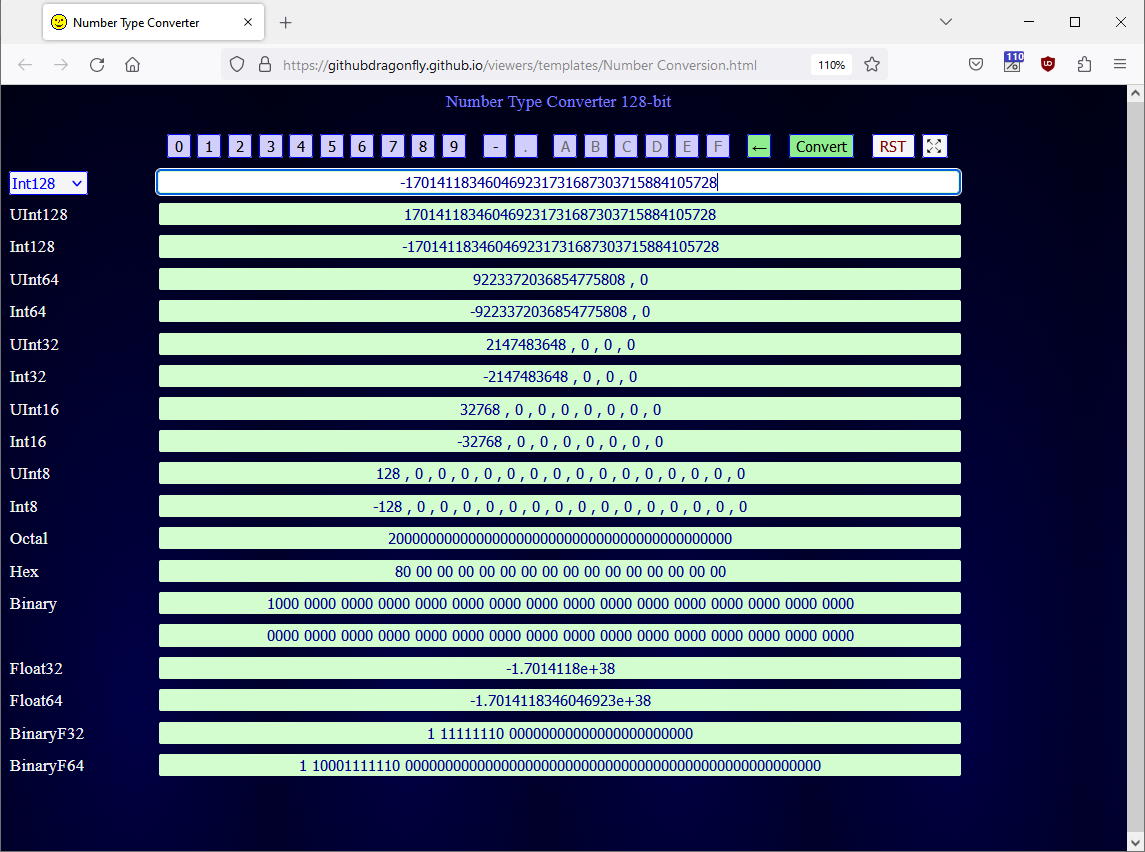 Number Type Converter
https://githubdragonfly.github.io/viewers/templates/Number Conversion.html 110% 110
Number Type Converter 128-bit
0 1 2 3 4 5 6 7 8 9 - . A B C D E F ← Convert RST
Int128 -170141183460469231731687303715884105728
UInt128 170141183460469231731687303715884105728
Int128 -170141183460469231731687303715884105728
UInt64 9223372036854775808 , 0
Int64 -9223372036854775808 , 0
UInt32 2147483648 , 0 , 0 , 0
Int32 -2147483648 , 0 , 0 , 0
UInt16 32768 , 0 , 0 , 0 , 0 , 0 , 0 , 0
Int16 -32768 , 0 , 0 , 0 , 0 , 0 , 0 , 0
UInt8 128 , 0 , 0 , 0 , 0 , 0 , 0 , 0 , 0 , 0 , 0 , 0 , 0 , 0 , 0 , 0
Int8 -128 , 0 , 0 , 0 , 0 , 0 , 0 , 0 , 0 , 0 , 0 , 0 , 0 , 0 , 0 , 0
Octal 2000000000000000000000000000000000000000000
Hex 80 00 00 00 00 00 00 00 00 00 00 00 00 00 00 00
Binary 1000 0000 0000 0000 0000 0000 0000 0000 0000 0000 0000 0000 0000 0000 0000 0000
0000 0000 0000 0000 0000 0000 0000 0000 0000 0000 0000 0000 0000 0000 0000 0000
Float32 -1.7014118e+38
Float64 -1.7014118346046923e+38
BinaryF32 1 11111110 00000000000000000000000
BinaryF64 1 10001111110 0000000000000000000000000000000000000000000000000000